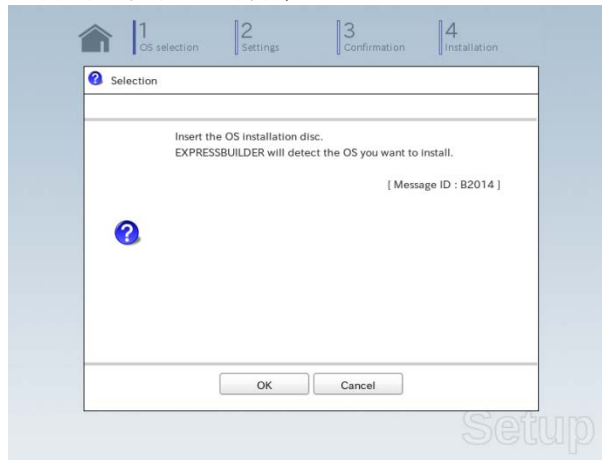 1
OS selection
2
Settings
3
Confirmation
4
Installation
Selection
Insert the OS installation disc.
EXPRESSBUILDER will detect the OS you want to install.
[ Message ID : B2014 ]
OK
Cancel
Setup